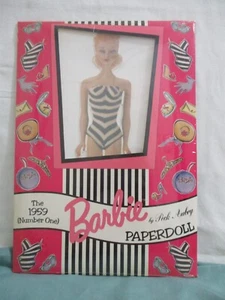 The
1959
(Number One)
Barbie
by Peck Aubry
PAPERDOLL